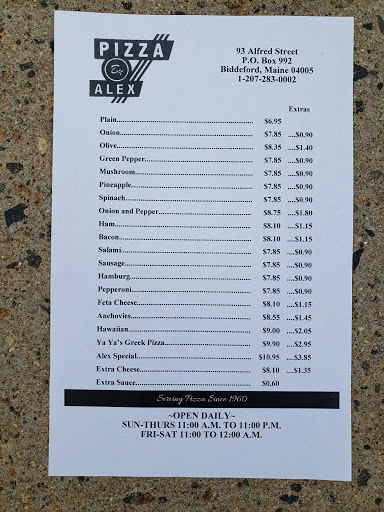 PIZZA
By
ALEX
93 Alfred Street
P.O. Box 992
Biddeford, Maine 04005
1-207-283-0002
Extras
Plain.......... $6.95
Onion.......... $7.85 ....$0.90
Olive.......... $8.35 ....$1.40
Green Pepper.......... $7.85 ....$0.90
Mushroom.......... $7.85 ....$0.90
Pineapple.......... $7.85 ....$0.90
Spinach.......... $7.85 ....$0.90
Onion and Pepper.......... $8.75 ....$1.80
Ham.......... $8.10 ....$1.15
Bacon.......... $8.10 ....$1.15
Salami.......... $7.85 ....$0.90
Sausage.......... $7.85 ....$0.90
Hamburg.......... $7.85 ....$0.90
Pepperoni.......... $7.85 ....$0.90
Feta Cheese.......... $8.10 ....$1.15
Anchovies.......... $8.55 ....$1.45
Hawaiian.......... $9.00 ....$2.05
Ya Ya's Greek Pizza.......... $9.90 ....$2.95
Alex Special.......... $10.95 ....$3.85
Extra Cheese.......... $8.10 ....$1.35
Extra Sauce.......... $0.60
Serving Pizza Since 1960
~OPEN DAILY~
SUN-THURS 11:00 A.M. TO 11:00 P.M.
FRI-SAT 11:00 TO 12:00 A.M.